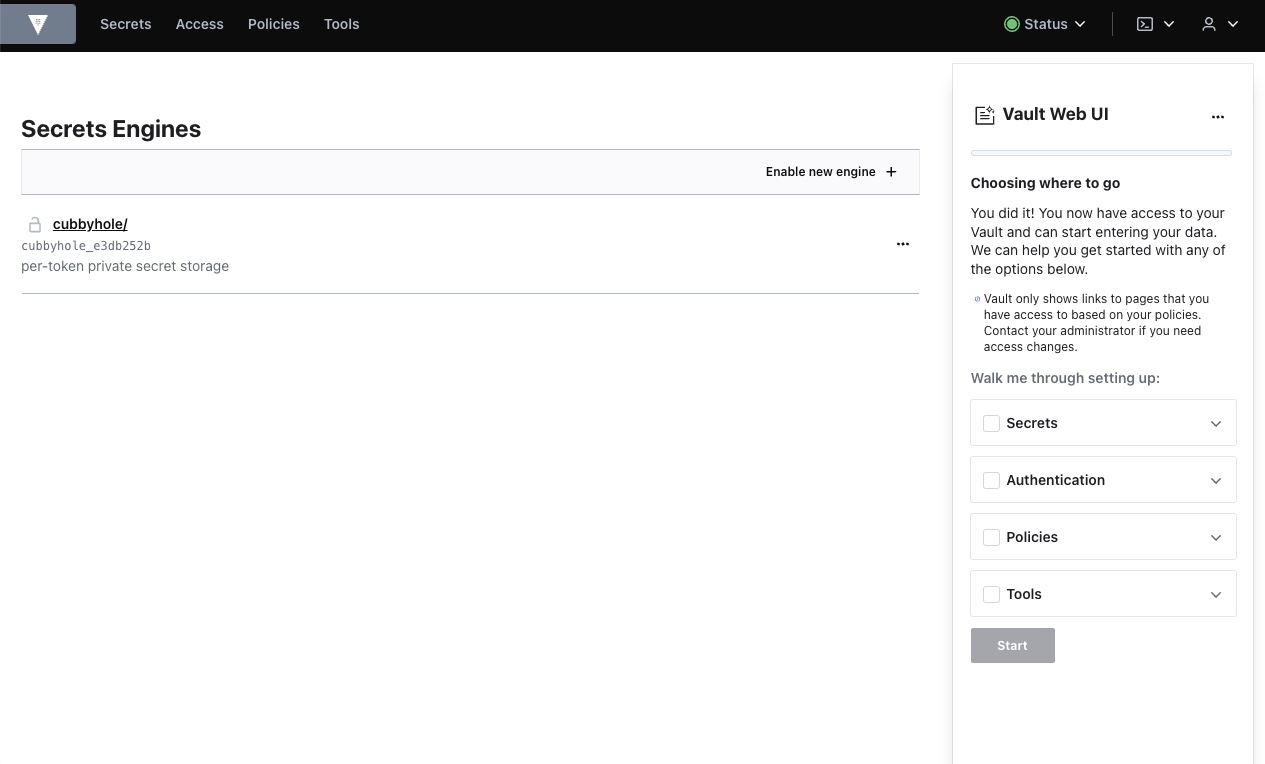 Secrets Access Policies Tools Status
Secrets Engines
Enable new engine
cubbyhole/
cubbyhole_e3db252b
per-token private secret storage
Vault Web UI
Choosing where to go
You did it! You now have access to your
Vault and can start entering your data.
We can help you get started with any of
the options below.
Vault only shows links to pages that you
have access to based on your policies.
Contact your administrator if you need
access changes.
Walk me through setting up:
Secrets
Authentication
Policies
Tools
Start